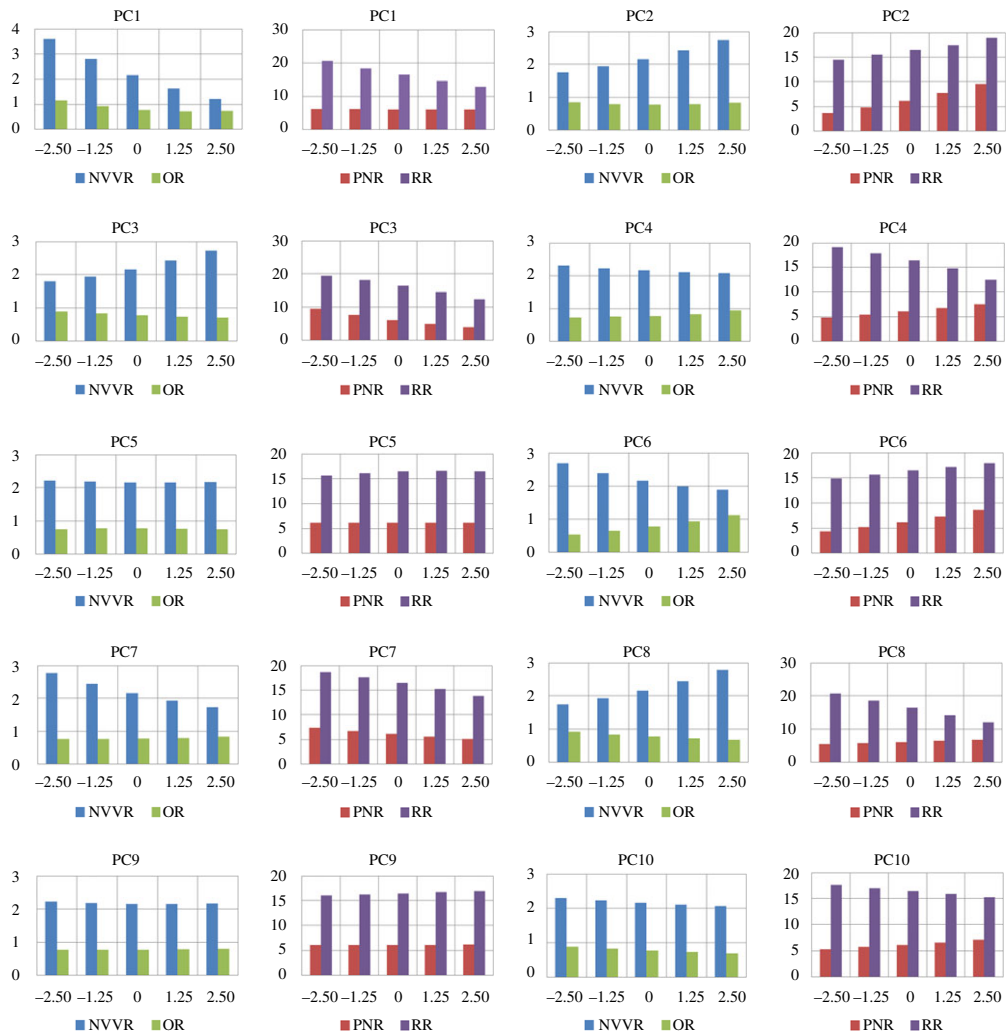 PC1 PC1 PC2 PC2
4 30 3 20
3 20 2 15
2 10 1 10
1 0 0 5
0 0
–2.50 –1.25 0 1.25 2.50 –2.50 –1.25 0 1.25 2.50 –2.50 –1.25 0 1.25 2.50 –2.50 –1.25 0 1.25 2.50
NVVR OR PNR RR NVVR OR PNR RR
PC3 PC3 PC4 PC4
3 30 3 20
2 20 2 15
1 10 1 10
0 0 0 5
0
–2.50 –1.25 0 1.25 2.50 –2.50 –1.25 0 1.25 2.50 –2.50 –1.25 0 1.25 2.50 –2.50 –1.25 0 1.25 2.50
NVVR OR PNR RR NVVR OR PNR RR
PC5 PC5 PC6 PC6
3 20 3 20
2 15 2 15
1 10 1 10
0 5 0 5
0 0
–2.50 –1.25 0 1.25 2.50 –2.50 –1.25 0 1.25 2.50 –2.50 –1.25 0 1.25 2.50 –2.50 –1.25 0 1.25 2.50
NVVR OR PNR RR NVVR OR PNR RR
PC7 PC7 PC8 PC8
3 20 3 30
2 15 2 20
1 10 1 10
0 5 0 0
0
–2.50 –1.25 0 1.25 2.50 –2.50 –1.25 0 1.25 2.50 –2.50 –1.25 0 1.25 2.50 –2.50 –1.25 0 1.25 2.50
NVVR OR PNR RR NVVR OR PNR RR
PC9 PC9 PC10 PC10
3 20 3 20
2 15 2 15
1 10 1 10
0 5 0 5
0 0
–2.50 –1.25 0 1.25 2.50 –2.50 –1.25 0 1.25 2.50 –2.50 –1.25 0 1.25 2.50 –2.50 –1.25 0 1.25 2.50
NVVR OR PNR RR NVVR OR PNR RR